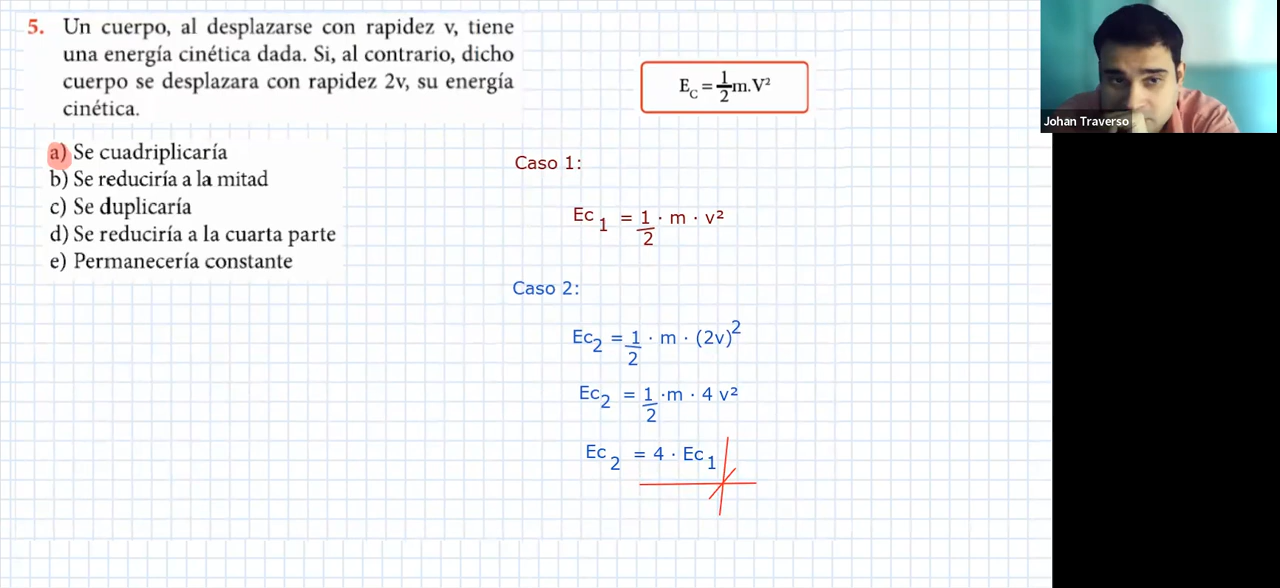 5. Un cuerpo, al desplazarse con rapidez v, tiene
una energía cinética dada. Si, al contrario, dicho
cuerpo se desplazara con rapidez 2v, su energía
cinética.
a) Se cuadriplicaría
b) Se reduciría a la mitad
c) Se duplicaría
d) Se reduciría a la cuarta parte
e) Permanecería constante
E_C = 1/2 m.V²
Caso 1:
Ec₁ = 1/2 · m · v²
Caso 2:
Ec₂ = 1/2 · m · (2v)²
Ec₂ = 1/2 ·m · 4 v²
Ec₂ = 4 · Ec₁
Johan Traverso